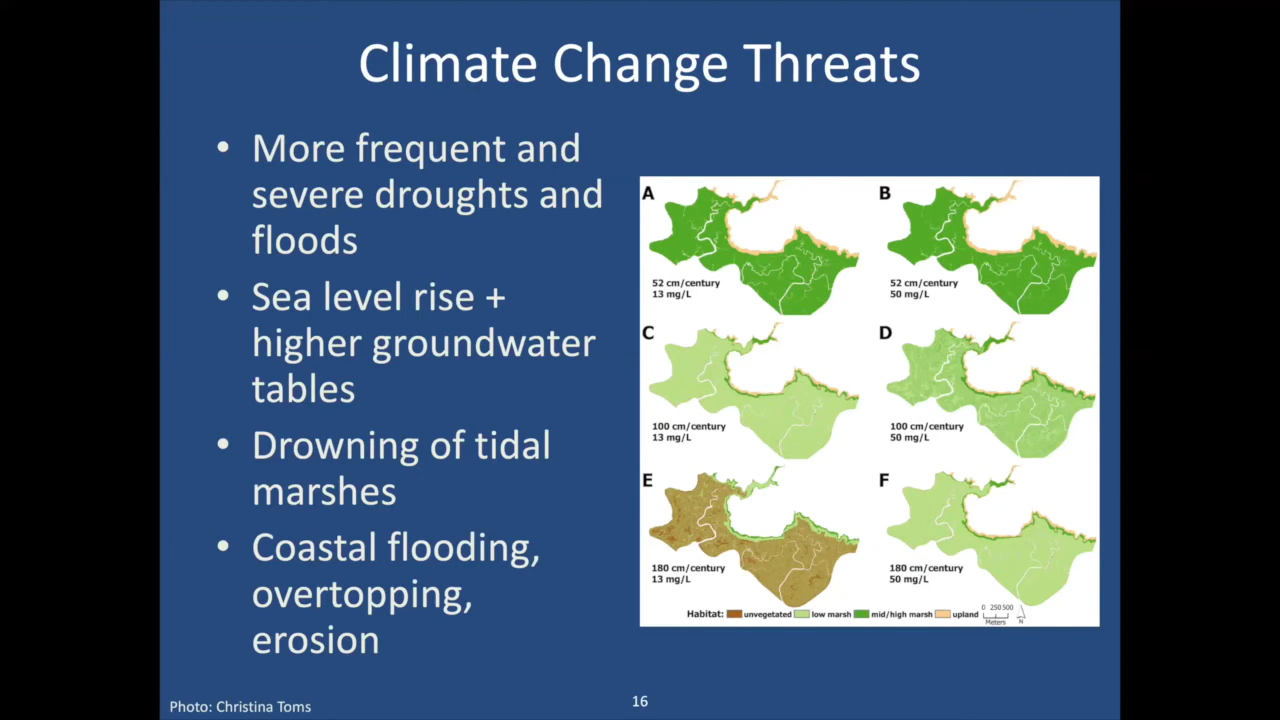 Climate Change Threats
• More frequent and
severe droughts and
floods
• Sea level rise +
higher groundwater
tables
• Drowning of tidal
marshes
• Coastal flooding,
overtopping,
erosion
A
52 cm/century
13 mg/L
B
52 cm/century
50 mg/L
C
100 cm/century
13 mg/L
D
100 cm/century
50 mg/L
E
180 cm/century
13 mg/L
F
180 cm/century
50 mg/L
Habitat: unvegetated low marsh mid/high marsh upland
0 250 500
Meters
N
Photo: Christina Toms
16